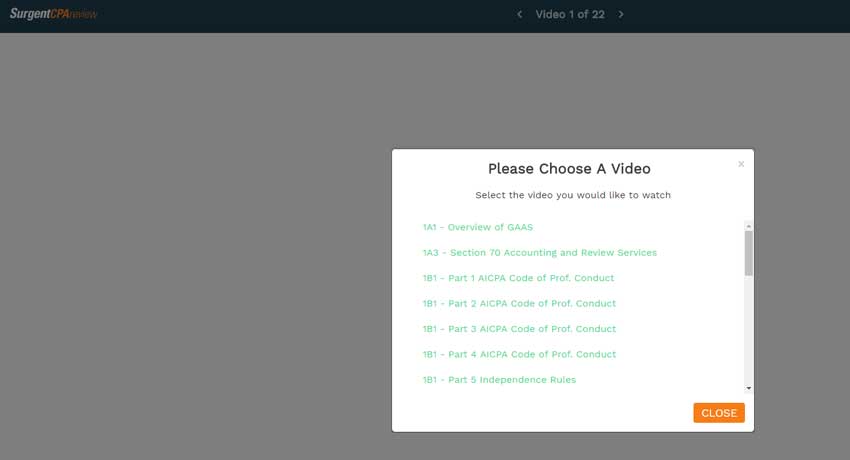 SurgentCPAreview
Video 1 of 22
Please Choose A Video
Select the video you would like to watch
1A1 - Overview of GAAS
1A3 - Section 70 Accounting and Review Services
1B1 - Part 1 AICPA Code of Prof. Conduct
1B1 - Part 2 AICPA Code of Prof. Conduct
1B1 - Part 3 AICPA Code of Prof. Conduct
1B1 - Part 4 AICPA Code of Prof. Conduct
1B1 - Part 5 Independence Rules
CLOSE